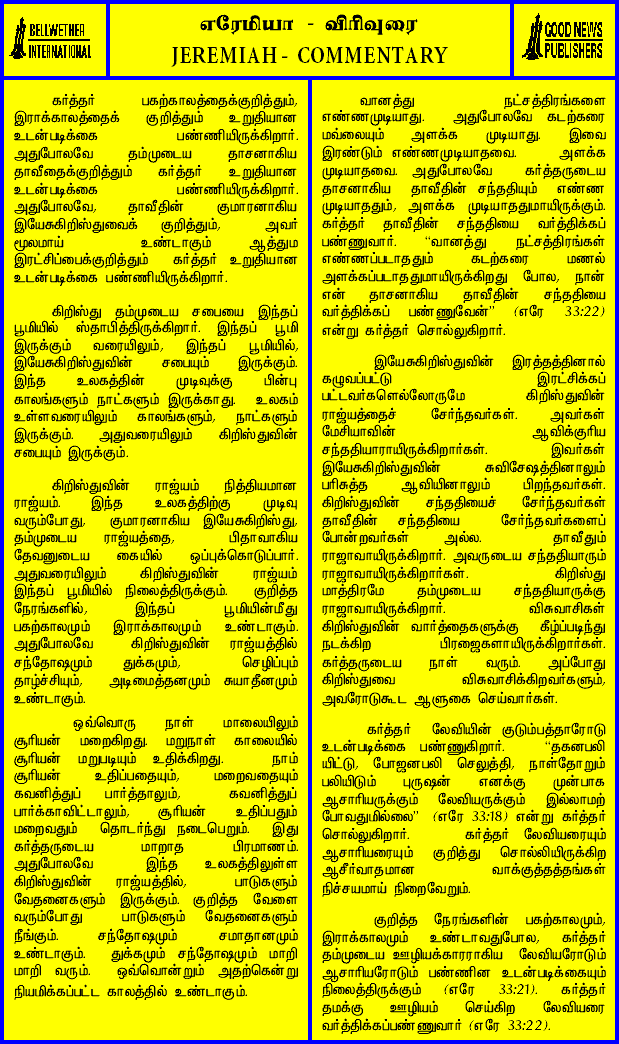 BELLWETHER
INTERNATIONAL
எரேமியா - விரிவுரை
JEREMIAH - COMMENTARY
GOOD NEWS
PUBLISHERS
கர்த்தர் பகற்காலத்தைக்குறித்தும்,
இராக்காலத்தைக் குறித்தும் உறுதியான
உடன்படிக்கை பண்ணியிருக்கிறார்.
அதுபோலவே தம்முடைய தாசனாகிய
தாவீதைக்குறித்தும் கர்த்தர் உறுதியான
உடன்படிக்கை பண்ணியிருக்கிறார்.
அதுபோலவே, தாவீதின் குமாரனாகிய
இயேசுகிறிஸ்துவைக் குறித்தும், அவர்
மூலமாய் உண்டாகும் ஆத்தும
இரட்சிப்பைக்குறித்தும் கர்த்தர் உறுதியான
உடன்படிக்கை பண்ணியிருக்கிறார்.
கிறிஸ்து தம்முடைய சபையை இந்தப்
பூமியில் ஸ்தாபித்திருக்கிறார். இந்தப் பூமி
இருக்கும் வரையிலும், இந்தப் பூமியில்,
இயேசுகிறிஸ்துவின் சபையும் இருக்கும்.
இந்த உலகத்தின் முடிவுக்கு பின்பு
காலங்களும் நாட்களும் இருக்காது. உலகம்
உள்ளவரையிலும் காலங்களும், நாட்களும்
இருக்கும். அதுவரையிலும் கிறிஸ்துவின்
சபையும் இருக்கும்.
கிறிஸ்துவின் ராஜ்யம் நித்தியமான
ராஜ்யம். இந்த உலகத்திற்கு முடிவு
வரும்போது, குமாரனாகிய இயேசுகிறிஸ்து,
தம்முடைய ராஜ்யத்தை, பிதாவாகிய
தேவனுடைய கையில் ஒப்புக்கொடுப்பார்.
அதுவரையிலும் கிறிஸ்துவின் ராஜ்யம்
இந்தப் பூமியில் நிலைத்திருக்கும். குறித்த
நேரங்களில், இந்தப் பூமியின்மீது
பகற்காலமும் இராக்காலமும் உண்டாகும்.
அதுபோலவே கிறிஸ்துவின் ராஜ்யத்தில்
சந்தோஷமும் துக்கமும், செழிப்பும்
தாழ்ச்சியும், அடிமைத்தனமும் சுயாதீனமும்
உண்டாகும்.
ஒவ்வொரு நாள் மாலையிலும்
சூரியன் மறைகிறது. மறுநாள் காலையில்
சூரியன் மறுபடியும் உதிக்கிறது. நாம்
சூரியன் உதிப்பதையும், மறைவதையும்
கவனித்துப் பார்த்தாலும், கவனித்துப்
பார்க்காவிட்டாலும், சூரியன் உதிப்பதும்
மறைவதும் தொடர்ந்து நடைபெறும். இது
கர்த்தருடைய மாறாத பிரமாணம்.
அதுபோலவே இந்த உலகத்திலுள்ள
கிறிஸ்துவின் ராஜ்யத்தில், பாடுகளும்
வேதனைகளும் இருக்கும். குறித்த வேளை
வரும்போது பாடுகளும் வேதனைகளும்
நீங்கும். சந்தோஷமும் சமாதானமும்
உண்டாகும். துக்கமும் சந்தோஷமும் மாறி
மாறி வரும். ஒவ்வொன்றும் அதற்கென்று
நியமிக்கப்பட்ட காலத்தில் உண்டாகும்.
வானத்து நட்சத்திரங்களை
எண்ணமுடியாது. அதுபோலவே கடற்கரை
மவ்லையும் அளக்க முடியாது. இவை
இரண்டும் எண்ணமுடியாதவை. அளக்க
முடியாதவை. அதுபோலவே கர்த்தருடைய
தாசனாகிய தாவீதின் சந்ததியும் எண்ண
முடியாததும், அளக்க முடியாததுமாயிருக்கும்.
கர்த்தர் தாவீதின் சந்ததியை வர்த்திக்கப்
பண்ணுவார். "வானத்து நட்சத்திரங்கள்
எண்ணப்படாததும் கடற்கரை மணல்
அளக்கப்படாததுமாயிருக்கிறது போல, நான்
என் தாசனாகிய தாவீதின் சந்ததியை
வர்த்திக்கப் பண்ணுவேன்" (எரே 33:22)
என்று கர்த்தர் சொல்லுகிறார்.
இயேசுகிறிஸ்துவின் இரத்தத்தினால்
கழுவப்பட்டு இரட்சிக்கப்
பட்டவர்களெல்லோருமே கிறிஸ்துவின்
ராஜ்யத்தைச் சேர்ந்தவர்கள். அவர்கள்
மேசியாவின் ஆவிக்குரிய
சந்ததியாராயிருக்கிறார்கள். இவர்கள்
இயேசுகிறிஸ்துவின் சுவிசேஷத்தினாலும்
பரிசுத்த ஆவியினாலும் பிறந்தவர்கள்.
கிறிஸ்துவின் சந்ததியைச் சேர்ந்தவர்கள்
தாவீதின் சந்ததியை சேர்ந்தவர்களைப்
போன்றவர்கள் அல்ல. தாவீதும்
ராஜாவாயிருக்கிறார். அவருடைய சந்ததியாரும்
ராஜாவாயிருக்கிறார்கள். கிறிஸ்து
மாத்திரமே தம்முடைய சந்ததியாருக்கு
ராஜாவாயிருக்கிறார். விசுவாசிகள்
கிறிஸ்துவின் வார்த்தைகளுக்கு கீழ்ப்படிந்து
நடக்கிற பிரஜைகளாயிருக்கிறார்கள்.
கர்த்தருடைய நாள் வரும். அப்போது
கிறிஸ்துவை விசுவாசிக்கிறவர்களும்,
அவரோடுகூட ஆளுகை செய்வார்கள்.
கர்த்தர் லேவியின் குடும்பத்தாரோடு
உடன்படிக்கை பண்ணுகிறார். "தகனபலி
யிட்டு, போஜனபலி செலுத்தி, நாள்தோறும்
பலியிடும் புருஷன் எனக்கு முன்பாக
ஆசாரியருக்கும் லேவியருக்கும் இல்லாமற்
போவதுமில்லை" (எரே 33:18) என்று கர்த்தர்
சொல்லுகிறார். கர்த்தர் லேவியரையும்
ஆசாரியரையும் குறித்து சொல்லியிருக்கிற
ஆசீர்வாதமான வாக்குத்தத்தங்கள்
நிச்சயமாய் நிறைவேறும்.
குறித்த நேரங்களின் பகற்காலமும்,
இராக்காலமும் உண்டாவதுபோல, கர்த்தர்
தம்முடைய ஊழியக்காரராகிய லேவியரோடும்
ஆசாரியரோடும் பண்ணின உடன்படிக்கையும்
நிலைத்திருக்கும் (எரே 33:21). கர்த்தர்
தமக்கு ஊழியம் செய்கிற லேவியரை
வர்த்திக்கப்பண்ணுவார் (எரே 33:22).